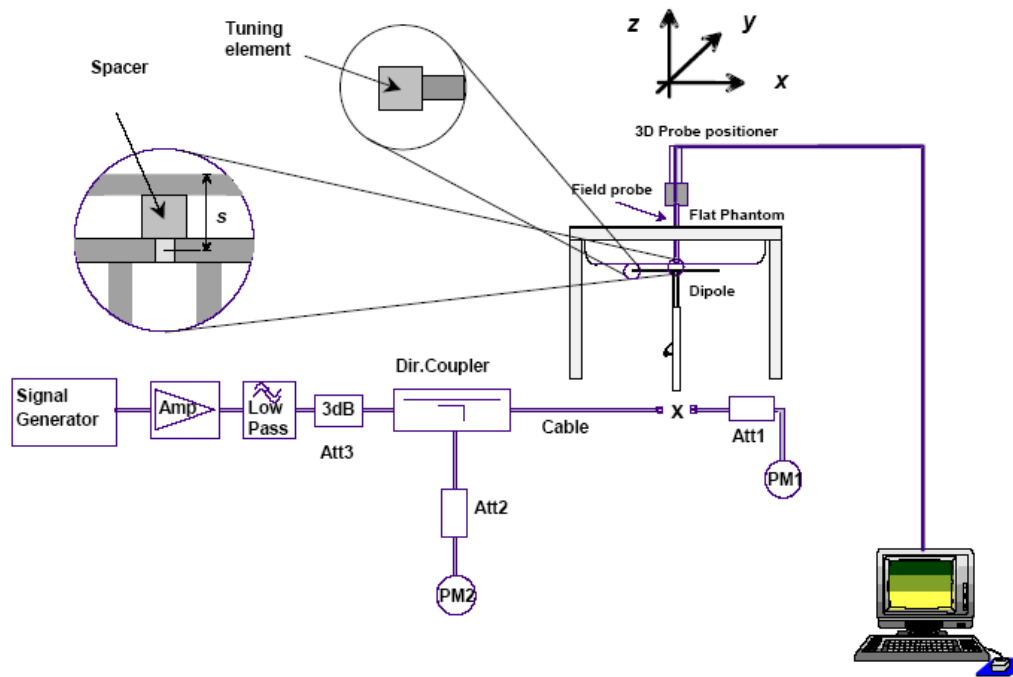 Tuning
element
Spacer
s
z
y
x
3D Probe positioner
Field probe
Flat Phantom
Dipole
Dir.Coupler
Signal
Generator
Amp
Low
Pass
3dB
Att3
Cable
X
Att1
PM1
Att2
PM2